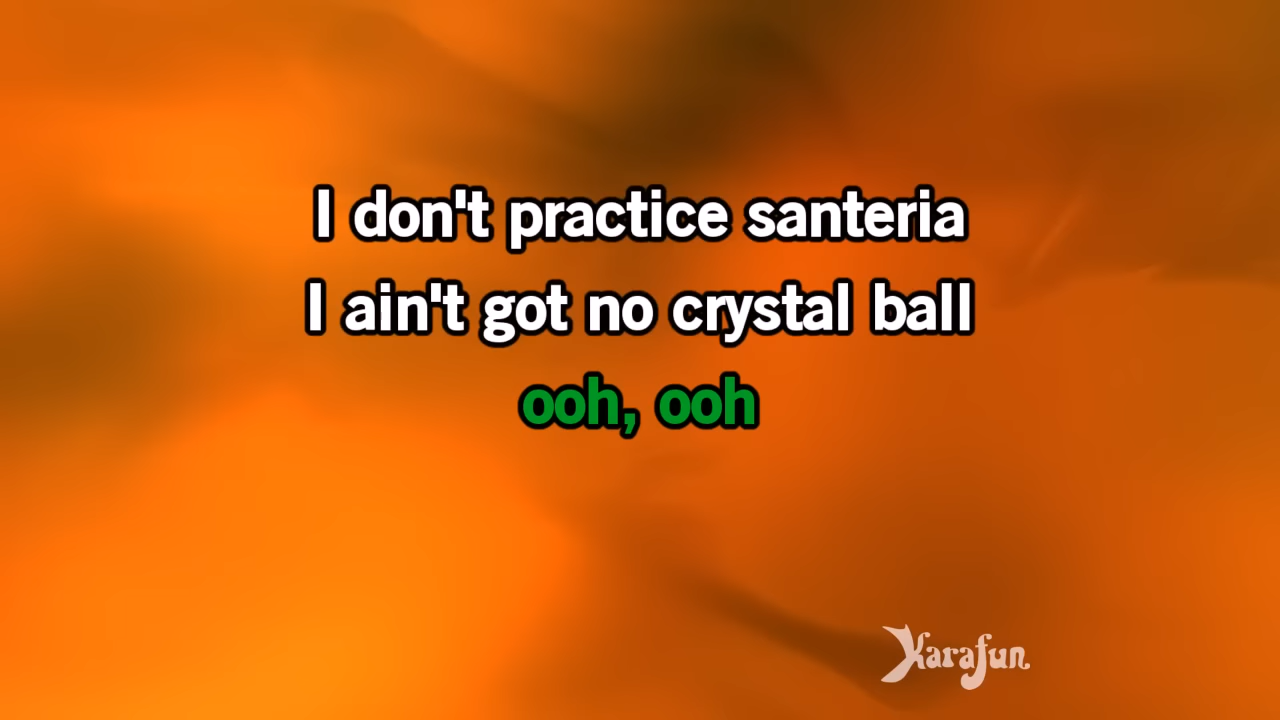 I don't practice santeria
I ain't got no crystal ball
ooh, ooh
Karafun